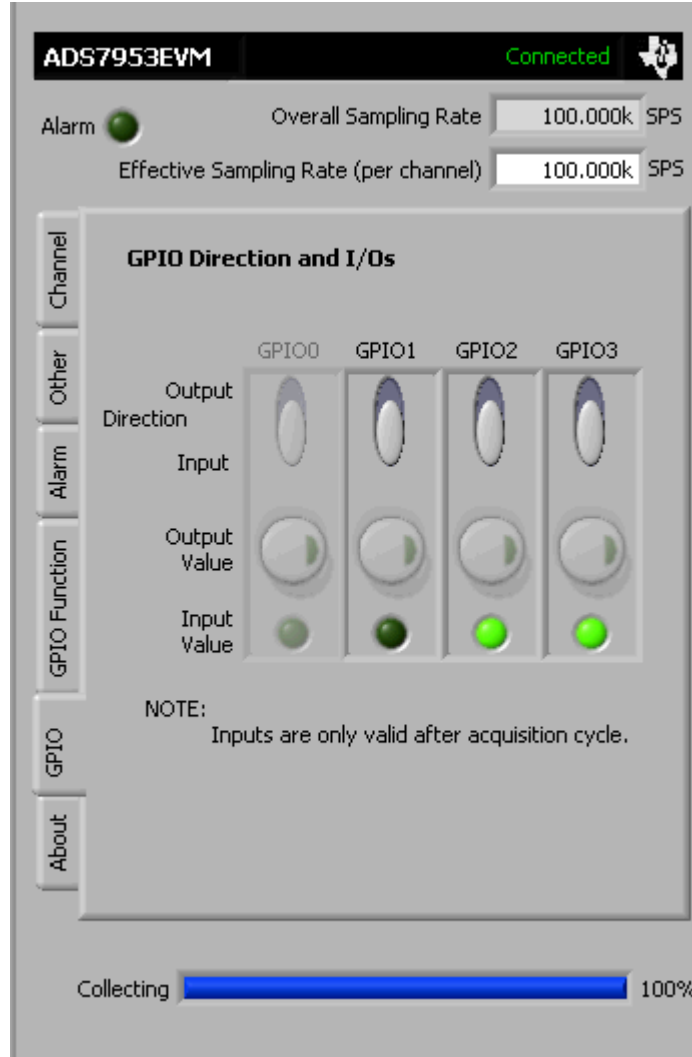 ADS7953EVM Connected
Alarm Overall Sampling Rate 100.000k SPS
Effective Sampling Rate (per channel) 100.000k SPS
Channel
Other
Alarm
GPIO Function
GPIO
About
GPIO Direction and I/Os
GPIO0 GPIO1 GPIO2 GPIO3
Output
Direction
Input
Output
Value
Input
Value
NOTE:
Inputs are only valid after acquisition cycle.
Collecting 100%